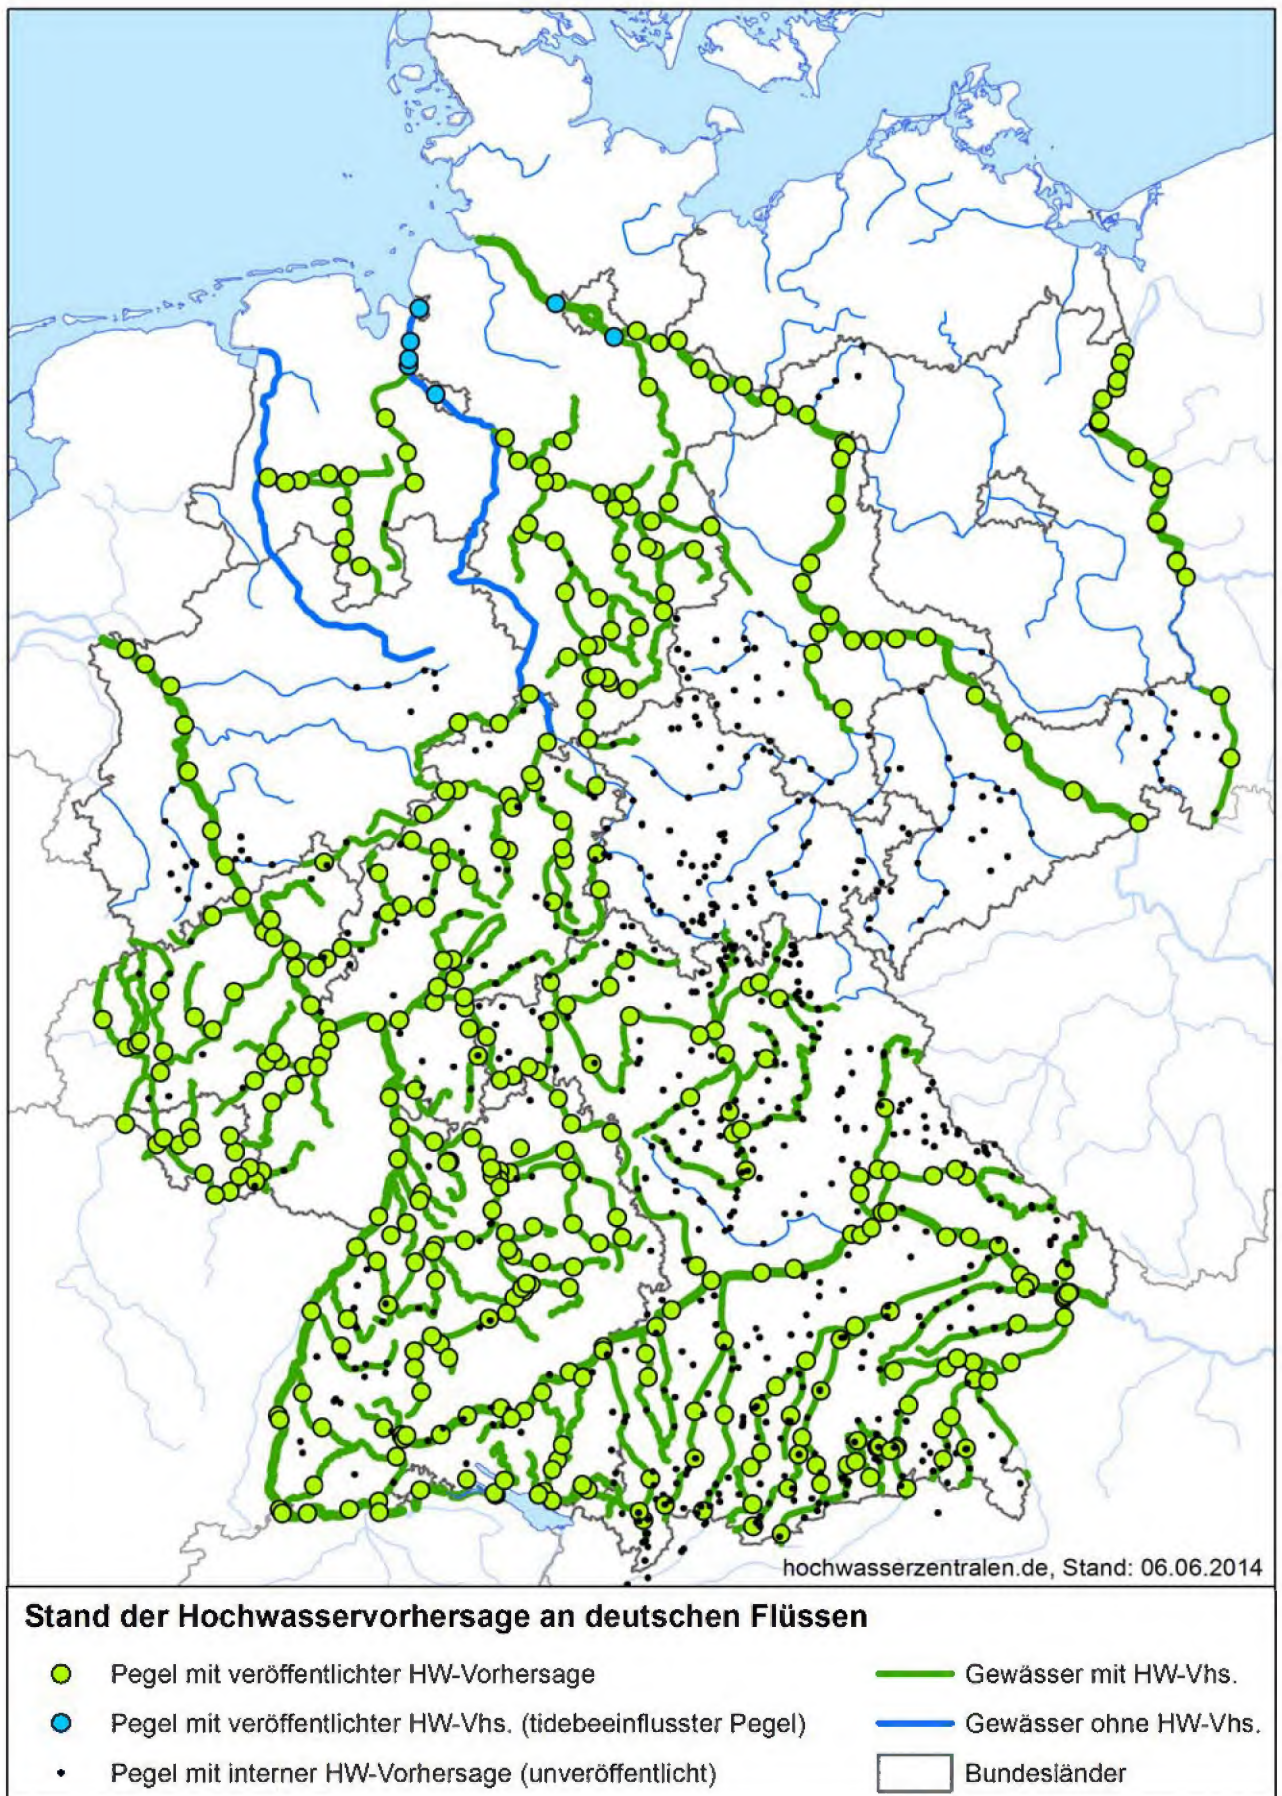 hochwasserzentralen.de, Stand: 06.06.2014
Stand der Hochwasservorhersage an deutschen Flüssen
Pegel mit veröffentlichter HW-Vorhersage
Gewässer mit HW-Vhs.
Pegel mit veröffentlichter HW-Vhs. (tidebeeinflusster Pegel)
Gewässer ohne HW-Vhs.
Pegel mit interner HW-Vorhersage (unveröffentlicht)
Bundesländer